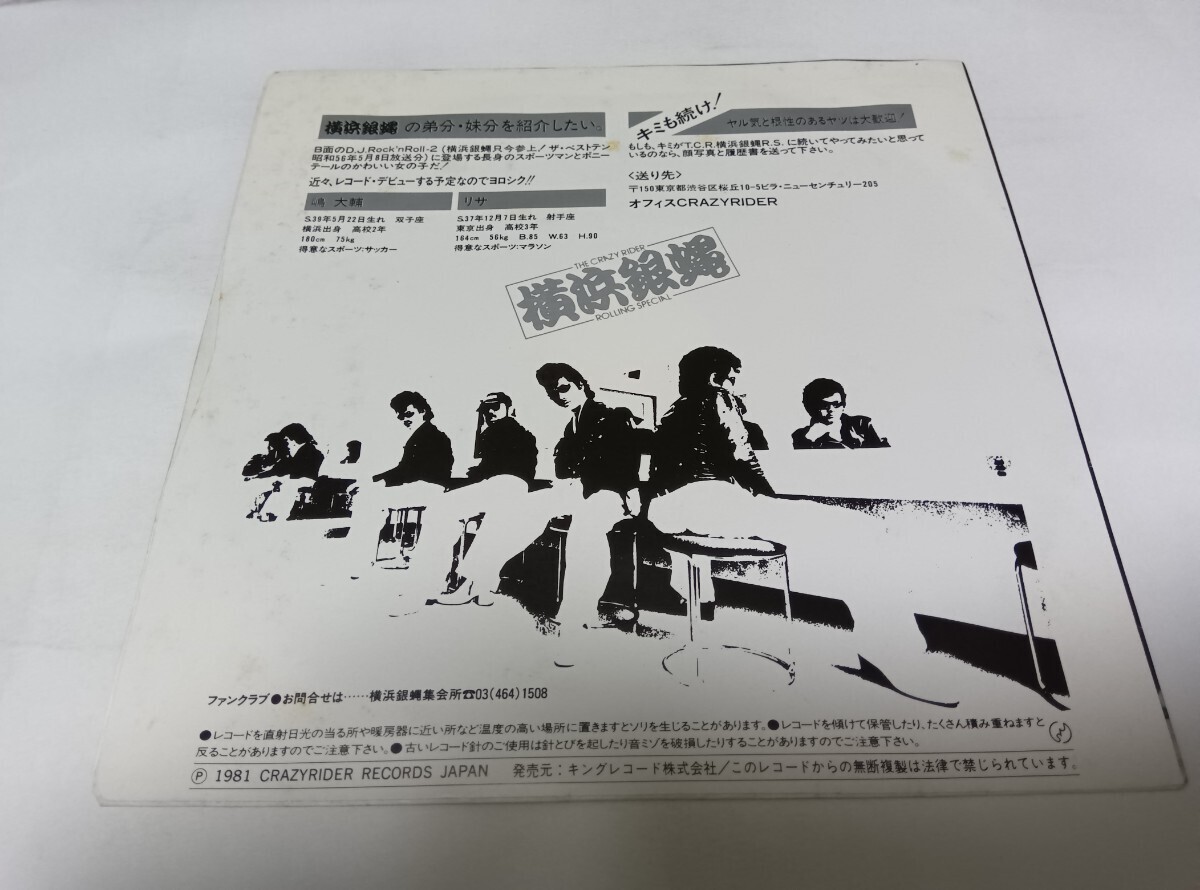 横浜銀蝿 の弟分・妹分を紹介したい。
B面のD.J.Rock'nRoll-2 (横浜銀蝿只今参上！ザ・ベストテン
昭和56年5月8日放送分)に登場する長身のスポーツマンとポニー
テールのかわいい女の子だ！
近々、レコード・デビューする予定なのでヨロシク!!
嶋 大輔
S.39年5月22日生れ 双子座
横浜出身 高校2年
180cm 75kg
得意なスポーツ:サッカー
リサ
S.37年12月7日生れ 射手座
東京出身 高校3年
164cm 56kg B.85 W.63 H.90
得意なスポーツ:マラソン
キミも続け！
ヤル気と根性のあるヤツは大歓迎！
もしも、キミがT.C.R.横浜銀蝿R.S.に続いてやってみたいと思って
いるのなら、顔写真と履歴書を送って下さい。
〈送り先〉
〒150東京都渋谷区桜丘10-5ビラ・ニューセンチュリー205
オフィスCRAZYRIDER
THE CRAZY RIDER
横浜銀蝿
ROLLING SPECIAL
ファンクラブ●お問合せは……横浜銀蝿集会所☎03(464)1508
●レコードを直射日光の当る所や暖房器に近い所など温度の高い場所に置きますとソリを生じることがあります。●レコードを傾けて保管したり、たくさん積み重ねますと
反ることがありますのでご注意下さい。●古いレコード針のご使用は針とびを起したり音ミゾを破損したりすることがありますので、ご注意下さい。
Ⓟ 1981 CRAZYRIDER RECORDS JAPAN 発売元：キングレコード株式会社/このレコードからの無断複製は法律で禁じられています。